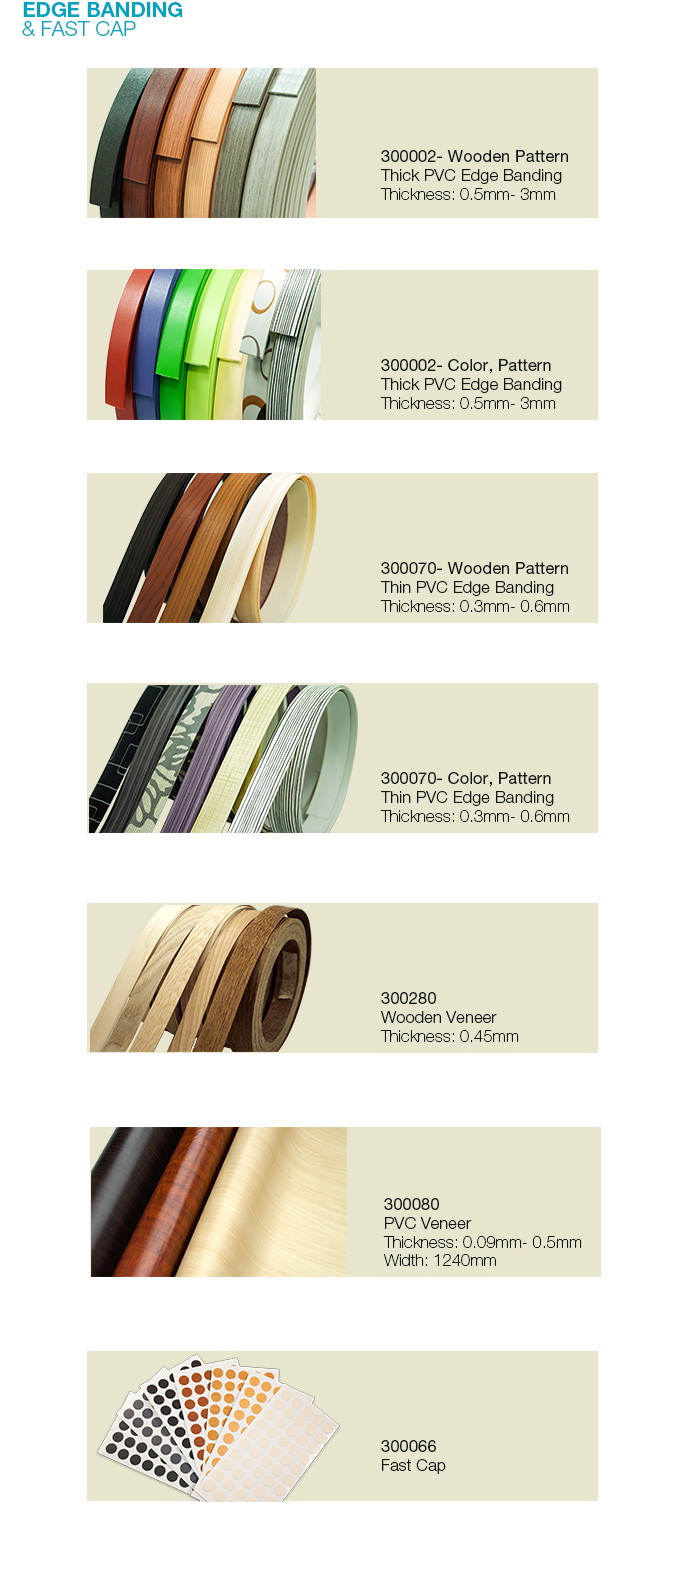 EDGE BANDING
& FAST CAP
300002- Wooden Pattern
Thick PVC Edge Banding
Thickness: 0.5mm- 3mm
300002- Color, Pattern
Thick PVC Edge Banding
Thickness: 0.5mm- 3mm
300070- Wooden Pattern
Thin PVC Edge Banding
Thickness: 0.3mm- 0.6mm
300070- Color, Pattern
Thin PVC Edge Banding
Thickness: 0.3mm- 0.6mm
300280
Wooden Veneer
Thickness: 0.45mm
300080
PVC Veneer
Thickness: 0.09mm- 0.5mm
Width: 1240mm
300066
Fast Cap